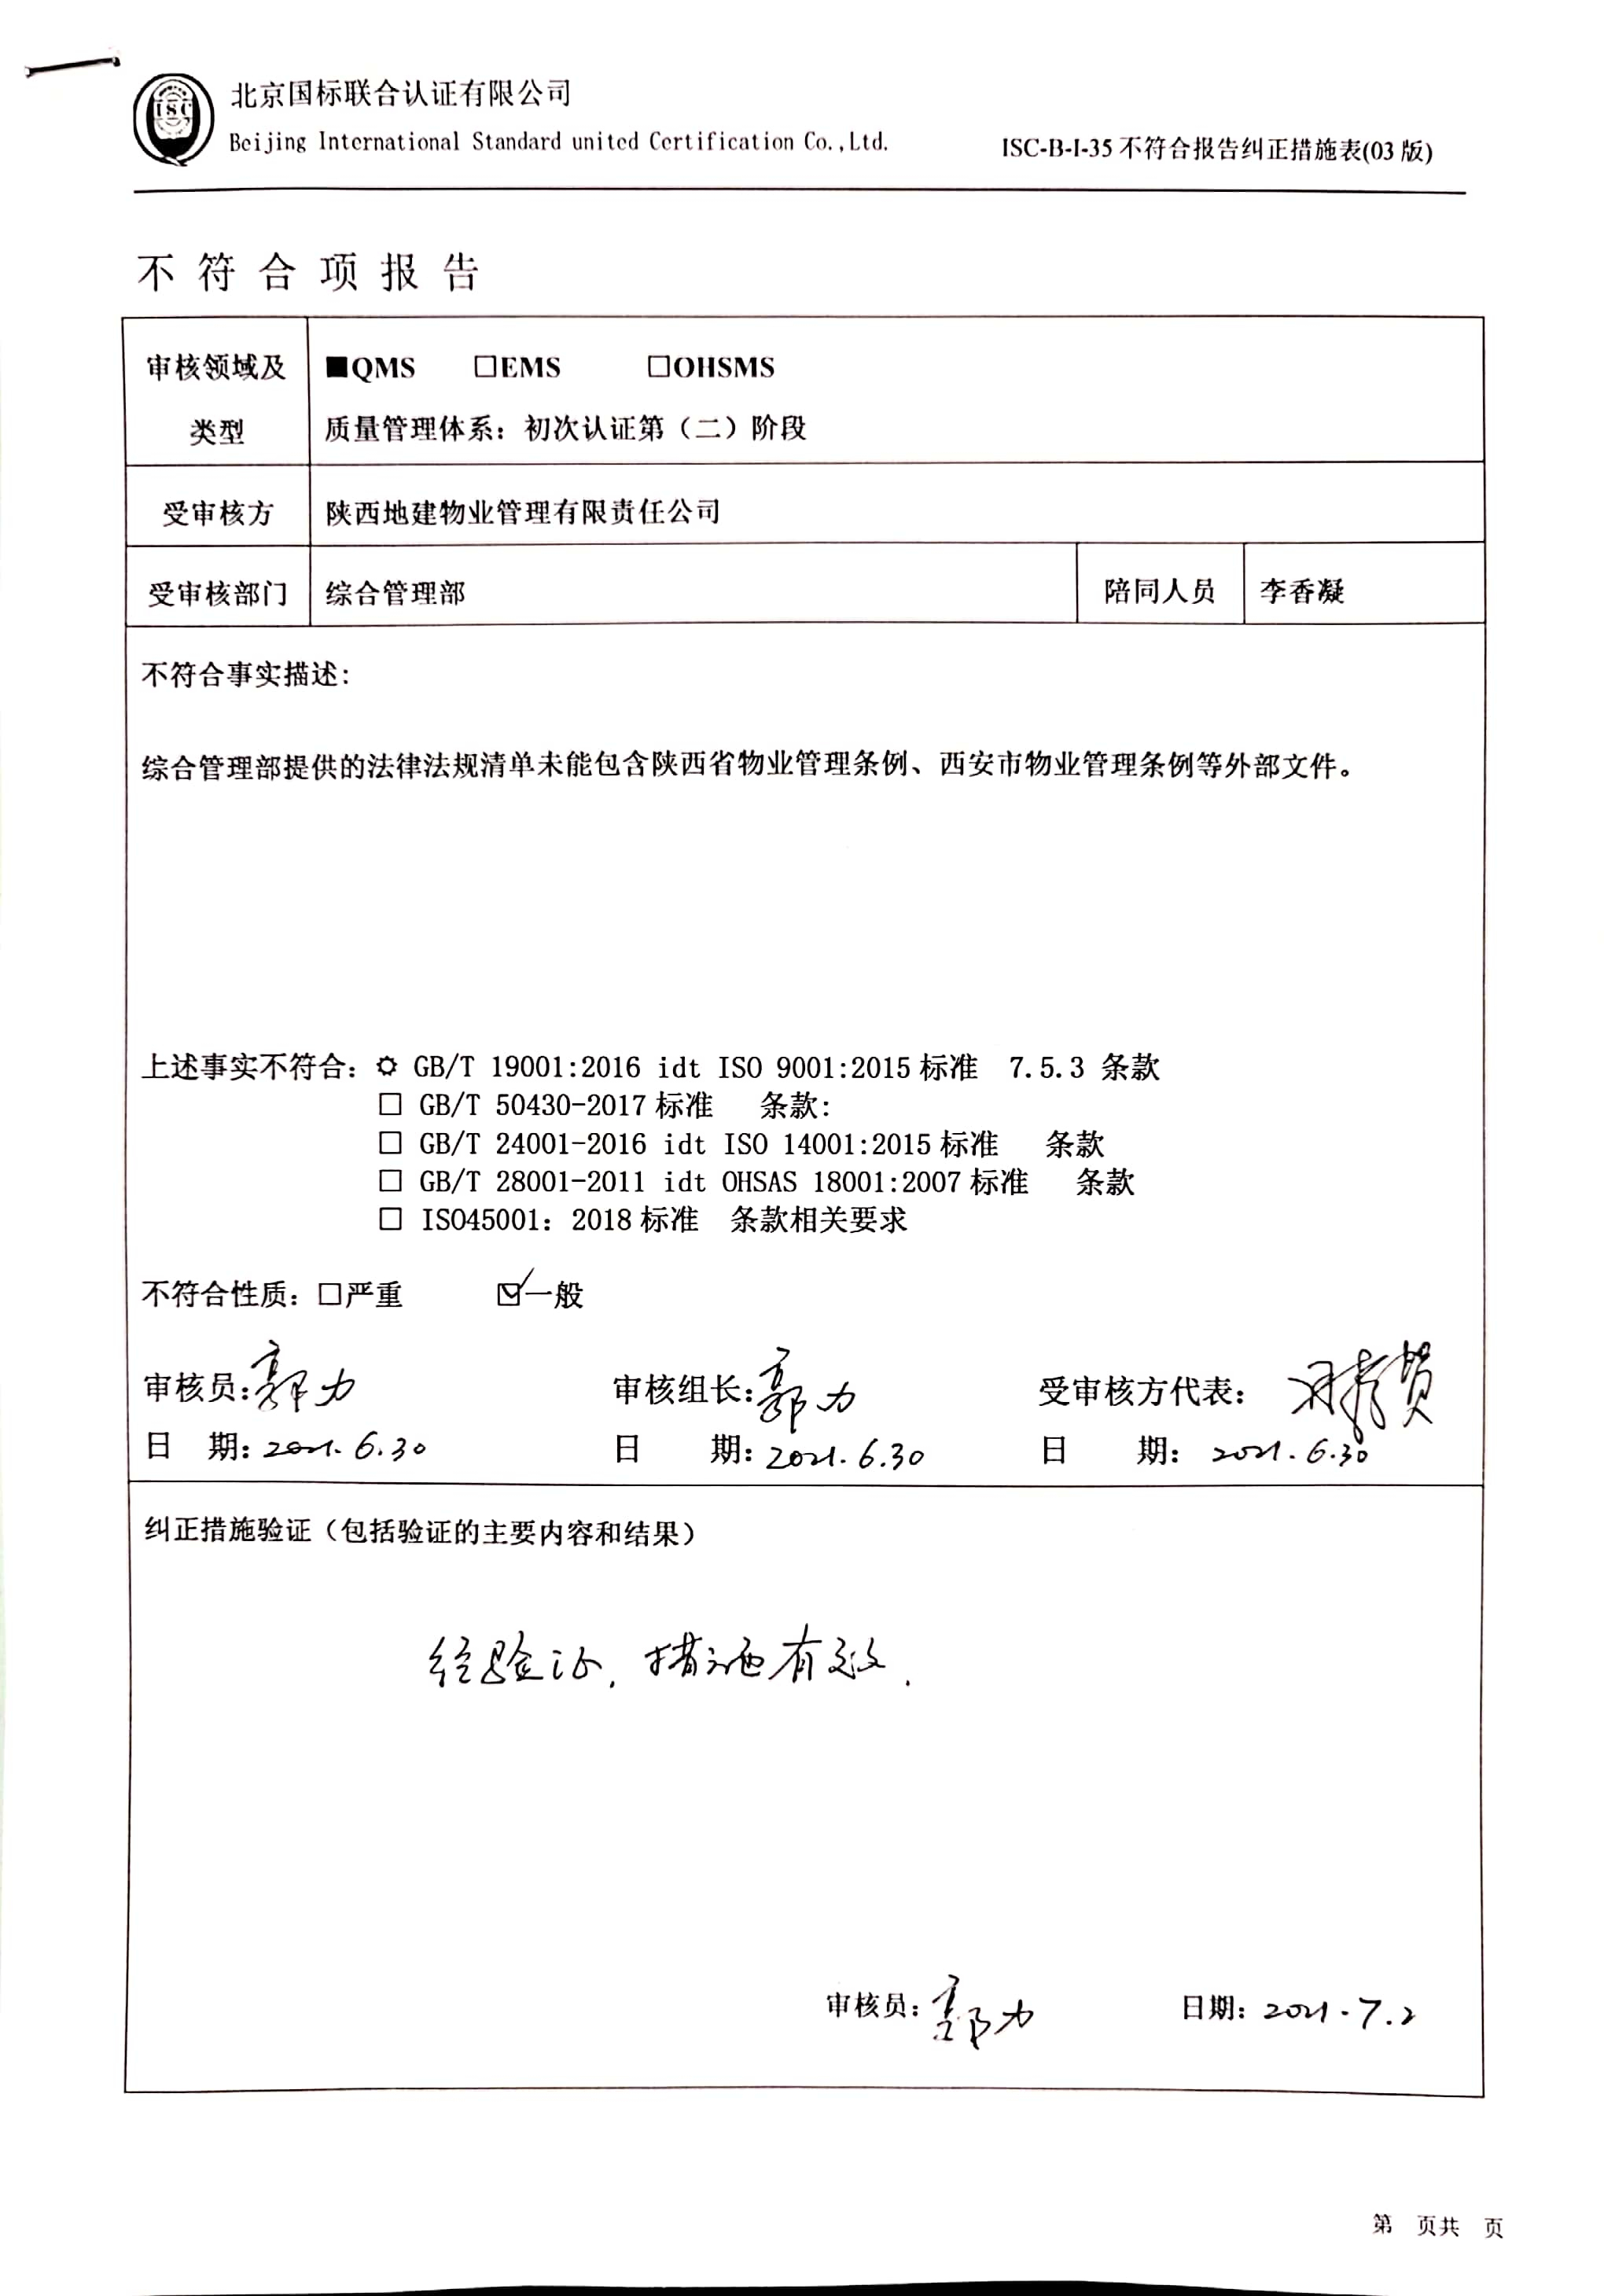 ISC
北京国标联合认证有限公司
Beijing International Standard united Certification Co.,Ltd.
ISC-B-I-35 不符合报告纠正措施表(03 版)
不符合项报告
审核领域及类型
■QMS □EMS □OHSMS
质量管理体系：初次认证第（二）阶段
受审核方 陕西地建物业管理有限责任公司
受审核部门 综合管理部 陪同人员 李香凝
不符合事实描述：
综合管理部提供的法律法规清单未能包含陕西省物业管理条例、西安市物业管理条例等外部文件。
上述事实不符合：✡ GB/T 19001:2016 idt ISO 9001:2015 标准 7.5.3 条款
□ GB/T 50430-2017 标准 条款：
□ GB/T 24001-2016 idt ISO 14001:2015 标准 条款
□ GB/T 28001-2011 idt OHSAS 18001:2007 标准 条款
□ ISO45001：2018 标准 条款相关要求
不符合性质：□严重 ☑一般
审核员：郭力 审核组长：郭力 受审核方代表：
日 期：2021.6.30 日 期：2021.6.30 日 期：2021.6.30
纠正措施验证（包括验证的主要内容和结果）
经验证，措施有效.
审核员：郭力 日期：2021.7.2
第 页共 页